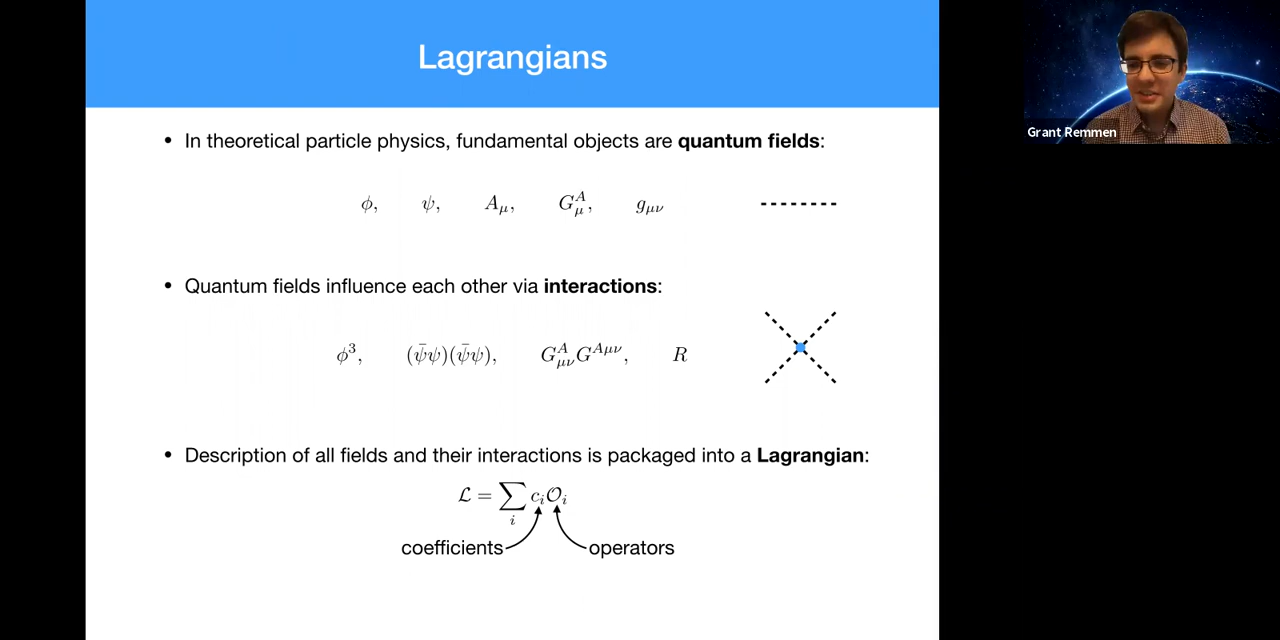 Lagrangians
Grant Remmen
• In theoretical particle physics, fundamental objects are quantum fields:
ϕ, ψ, A_μ, G^A_μ, g_μν
• Quantum fields influence each other via interactions:
ϕ³, (ψ̄ψ)(ψ̄ψ), G^A_μν G^Aμν, R
• Description of all fields and their interactions is packaged into a Lagrangian:
ℒ = ∑_i c_i 𝒪_i
coefficients operators